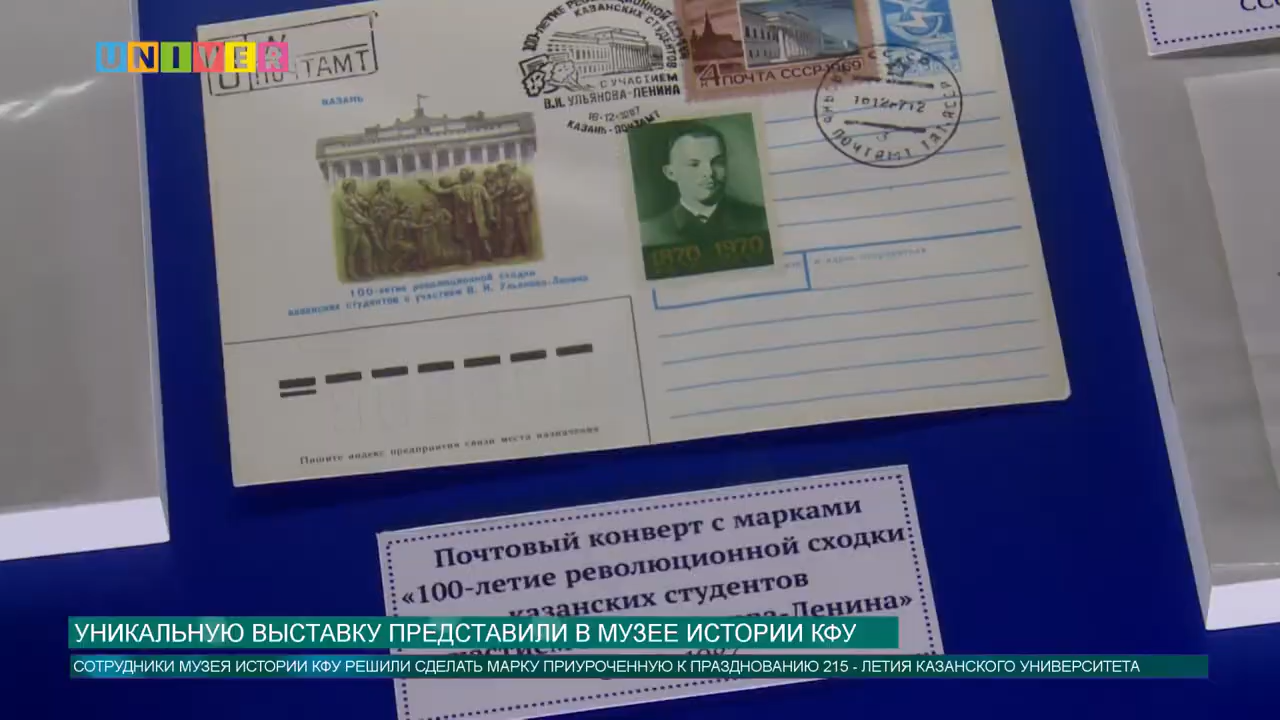 UNIVER
ПОЧТАМТ
КАЗАНЬ
100-ЛЕТИЕ РЕВОЛЮЦИОННОЙ СХОДКИ
КАЗАНСКИХ СТУДЕНТОВ
С УЧАСТИЕМ
В.И. УЛЬЯНОВА-ЛЕНИНА
КАЗАНЬ-ПОЧТАМТ
4 К ПОЧТА СССР 1969
ПОЧТАМТ
1870 1970
100-летие революционной сходки
казанских студентов с участием В. И. Ульянова-Ленина
Пишите индекс предприятия связи места назначения
Почтовый конверт с марками
«100-летие революционной сходки
казанских студентов
ва-Ленина»
УНИКАЛЬНУЮ ВЫСТАВКУ ПРЕДСТАВИЛИ В МУЗЕЕ ИСТОРИИ КФУ
СОТРУДНИКИ МУЗЕЯ ИСТОРИИ КФУ РЕШИЛИ СДЕЛАТЬ МАРКУ ПРИУРОЧЕННУЮ К ПРАЗДНОВАНИЮ 215 - ЛЕТИЯ КАЗАНСКОГО УНИВЕРСИТЕТА